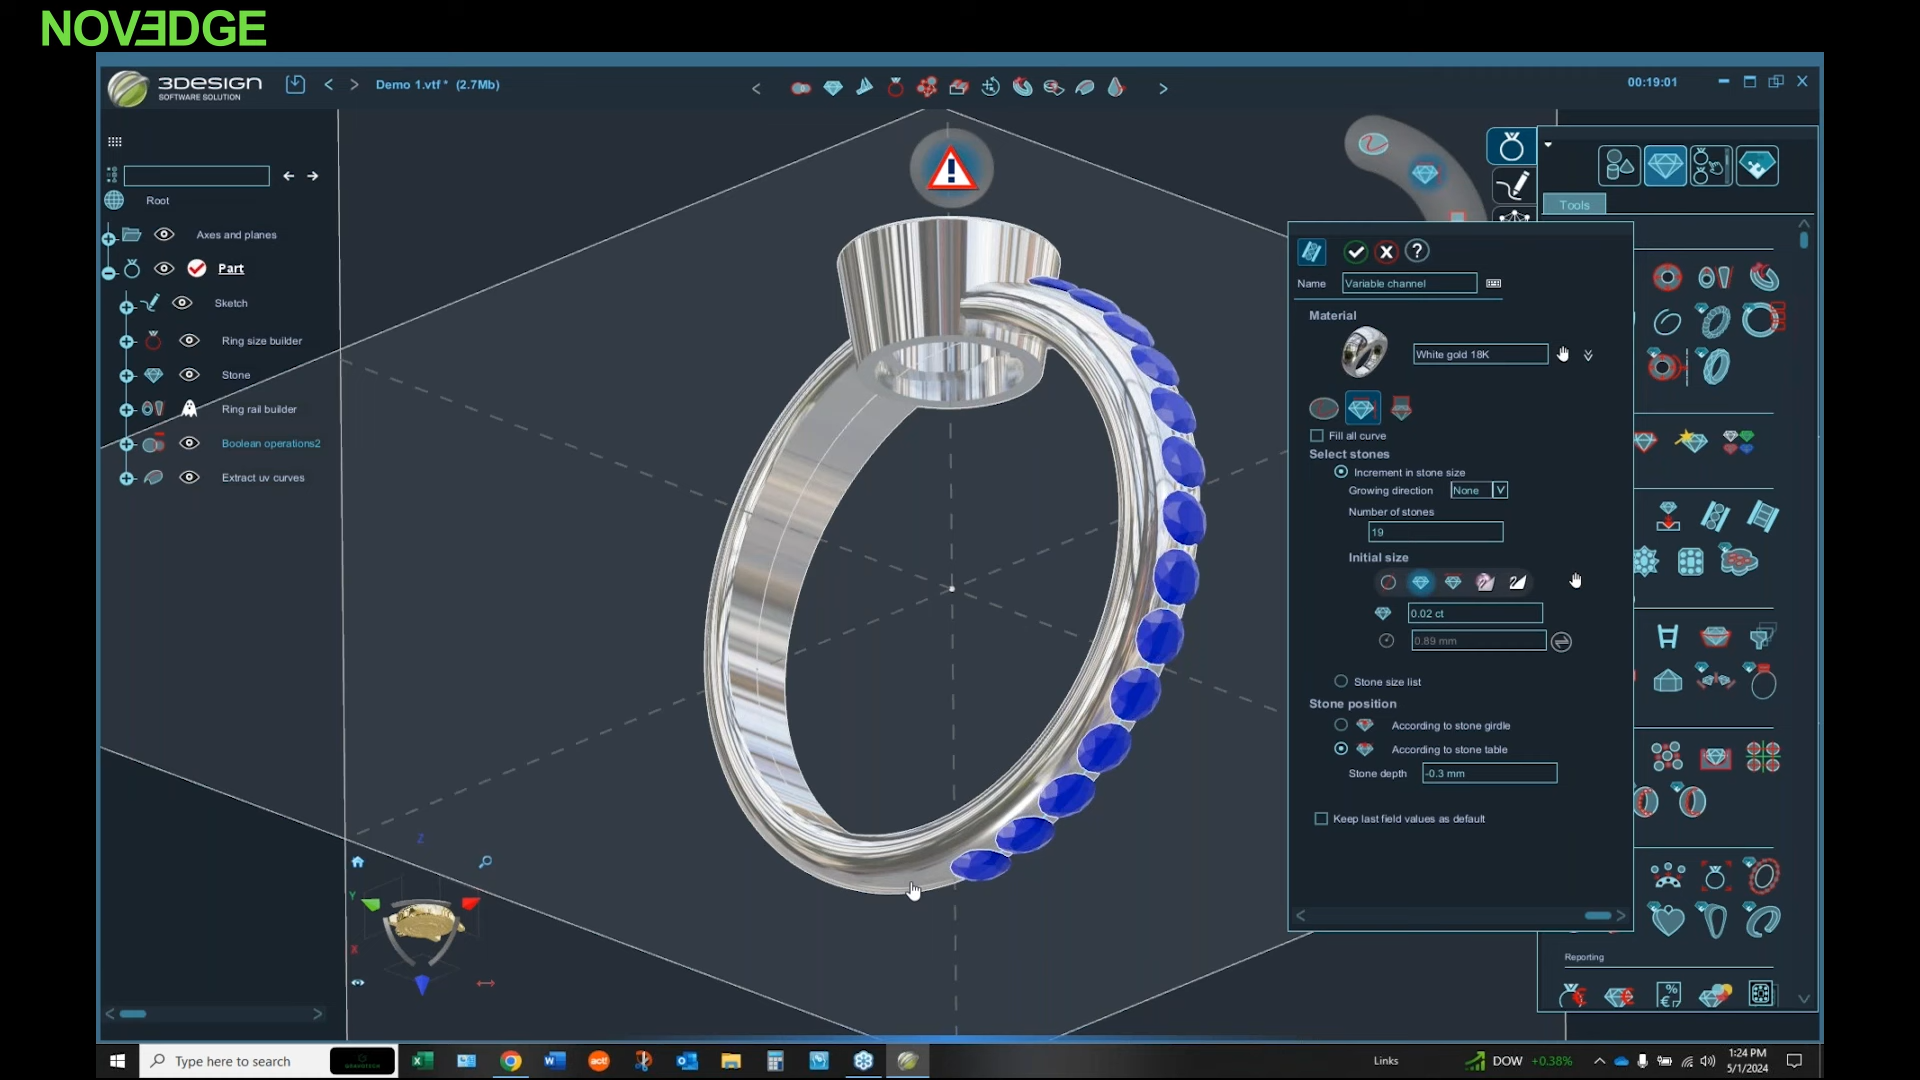 NOVEDGE
3DESIGN
SOFTWARE SOLUTION
Demo 1.vtf * (2.7Mb)
00:19:01
Root
Axes and planes
Part
Sketch
Ring size builder
Stone
Ring rail builder
Boolean operations2
Extract uv curves
Tools
Name
Variable channel
Material
White gold 18K
Fill all curve
Select stones
Increment in stone size
Growing direction
None
Number of stones
19
Initial size
0.02 ct
0.89 mm
Stone size list
Stone position
According to stone girdle
According to stone table
Stone depth
-0.3 mm
Keep last field values as default
Reporting
Z
Y
X
Type here to search
Links
DOW +0.38%
1:24 PM
5/1/2024